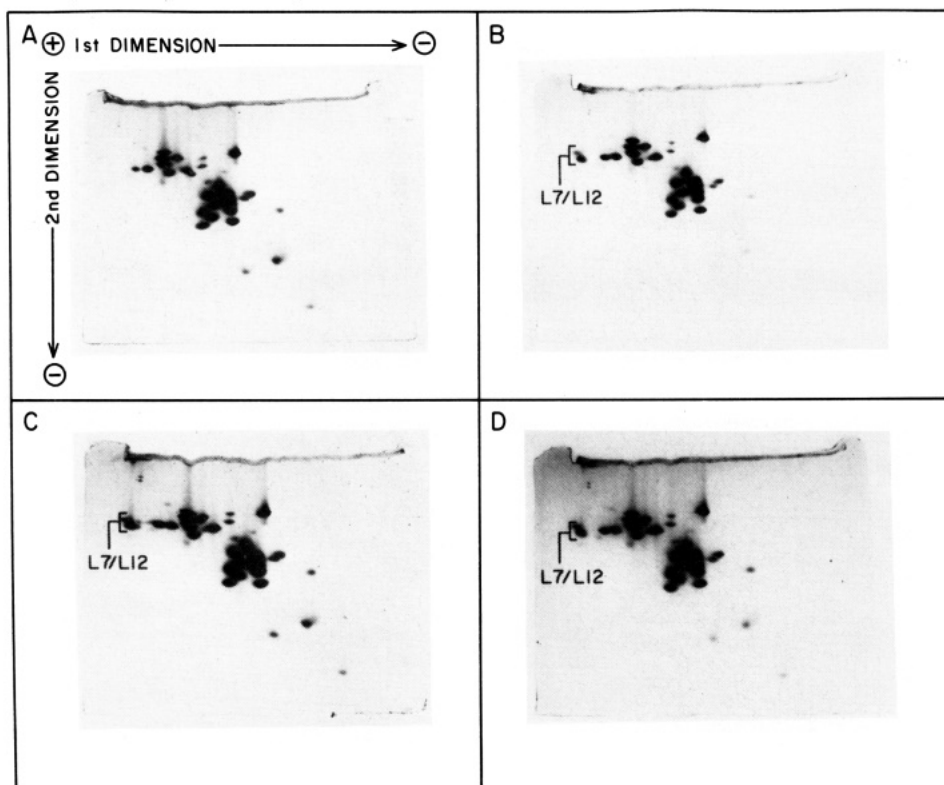 A ⊕ 1st DIMENSION ⊖
2nd DIMENSION
⊖
B
L7/L12
C
L7/L12
D
L7/L12